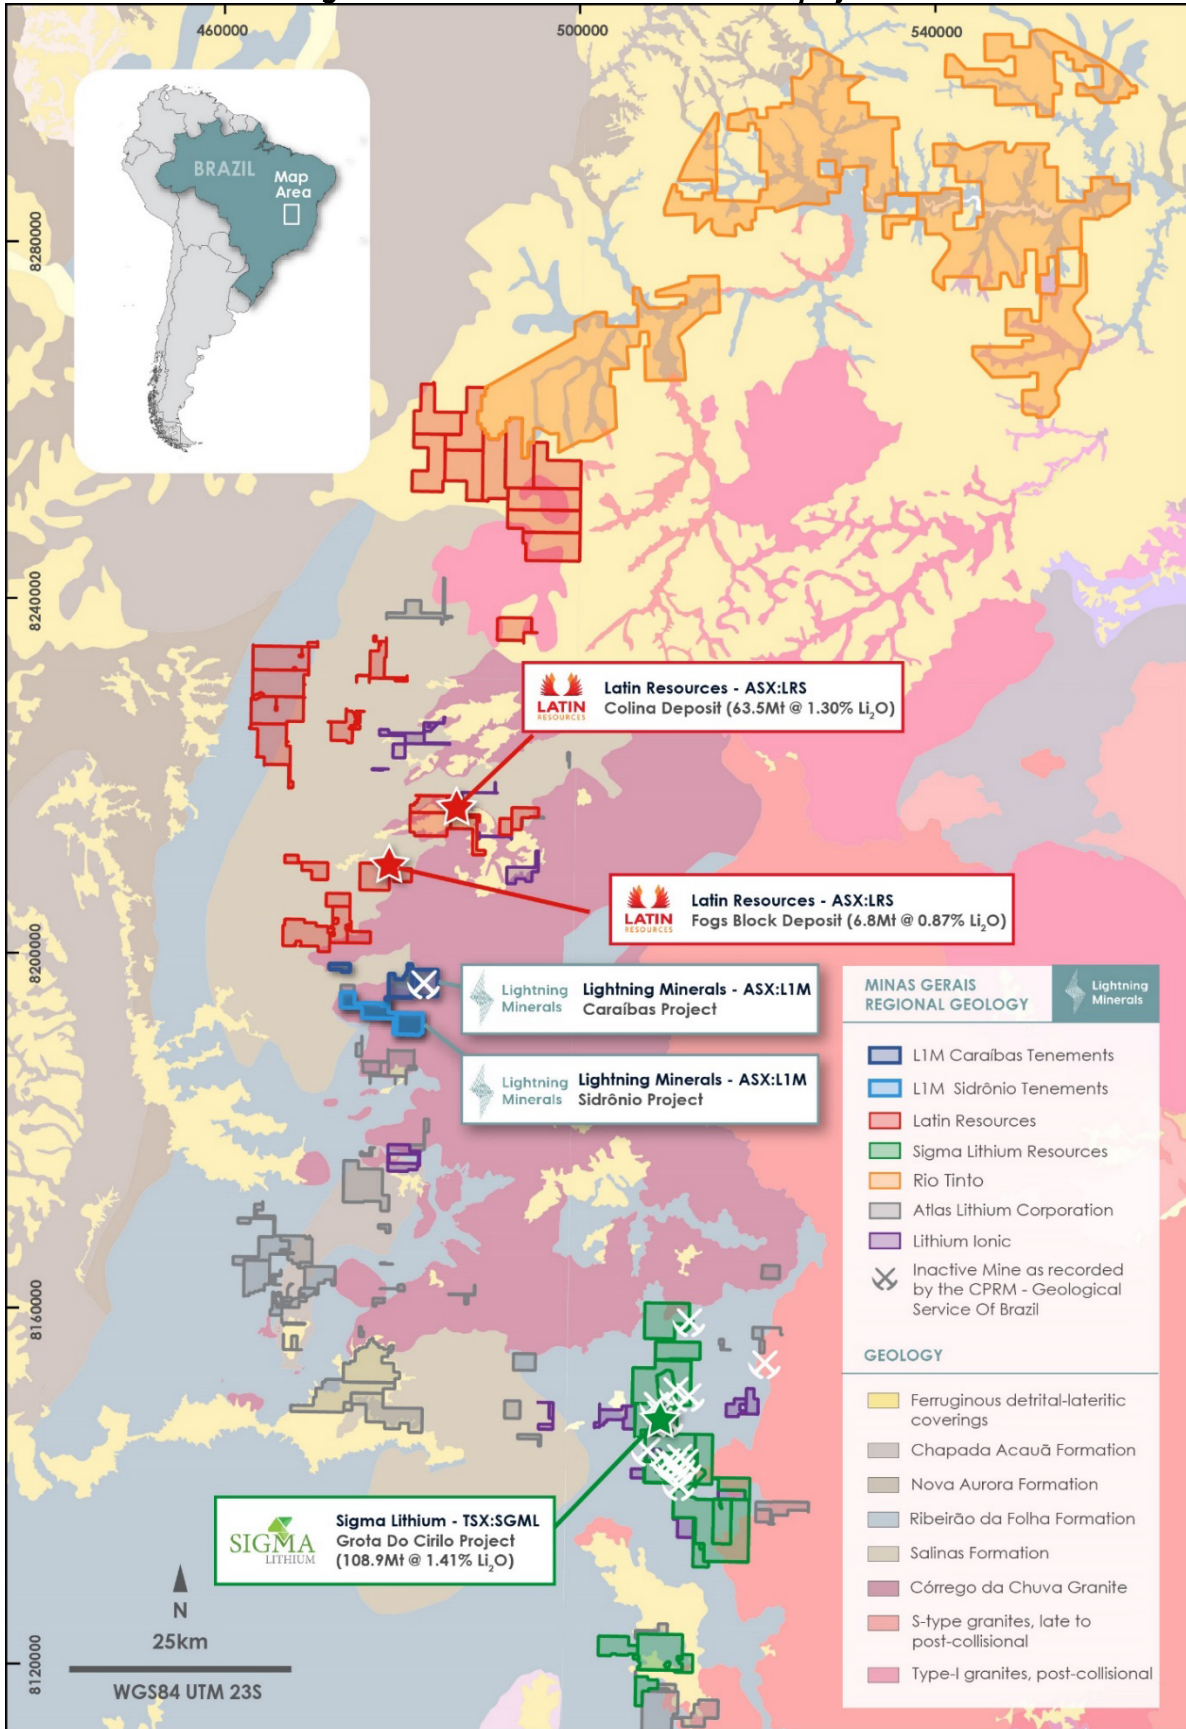 460000
500000
540000
8280000
8240000
8200000
8160000
8120000
BRAZIL
Map
Area
LATIN
RESOURCES
Latin Resources - ASX:LRS
Colina Deposit (63.5Mt @ 1.30% Li₂O)
LATIN
RESOURCES
Latin Resources - ASX:LRS
Fogs Block Deposit (6.8Mt @ 0.87% Li₂O)
Lightning
Minerals
Lightning Minerals - ASX:L1M
Caraíbas Project
Lightning
Minerals
Lightning Minerals - ASX:L1M
Sidrônio Project
SIGMA
LITHIUM
Sigma Lithium - TSX:SGML
Grota Do Cirilo Project
(108.9Mt @ 1.41% Li₂O)
N
25km
WGS84 UTM 23S
MINAS GERAIS
REGIONAL GEOLOGY
Lightning
Minerals
L1M Caraíbas Tenements
L1M Sidrônio Tenements
Latin Resources
Sigma Lithium Resources
Rio Tinto
Atlas Lithium Corporation
Lithium Ionic
Inactive Mine as recorded
by the CPRM - Geological
Service Of Brazil
GEOLOGY
Ferruginous detrital-lateritic
coverings
Chapada Acauã Formation
Nova Aurora Formation
Ribeirão da Folha Formation
Salinas Formation
Córrego da Chuva Granite
S-type granites, late to
post-collisional
Type-I granites, post-collisional